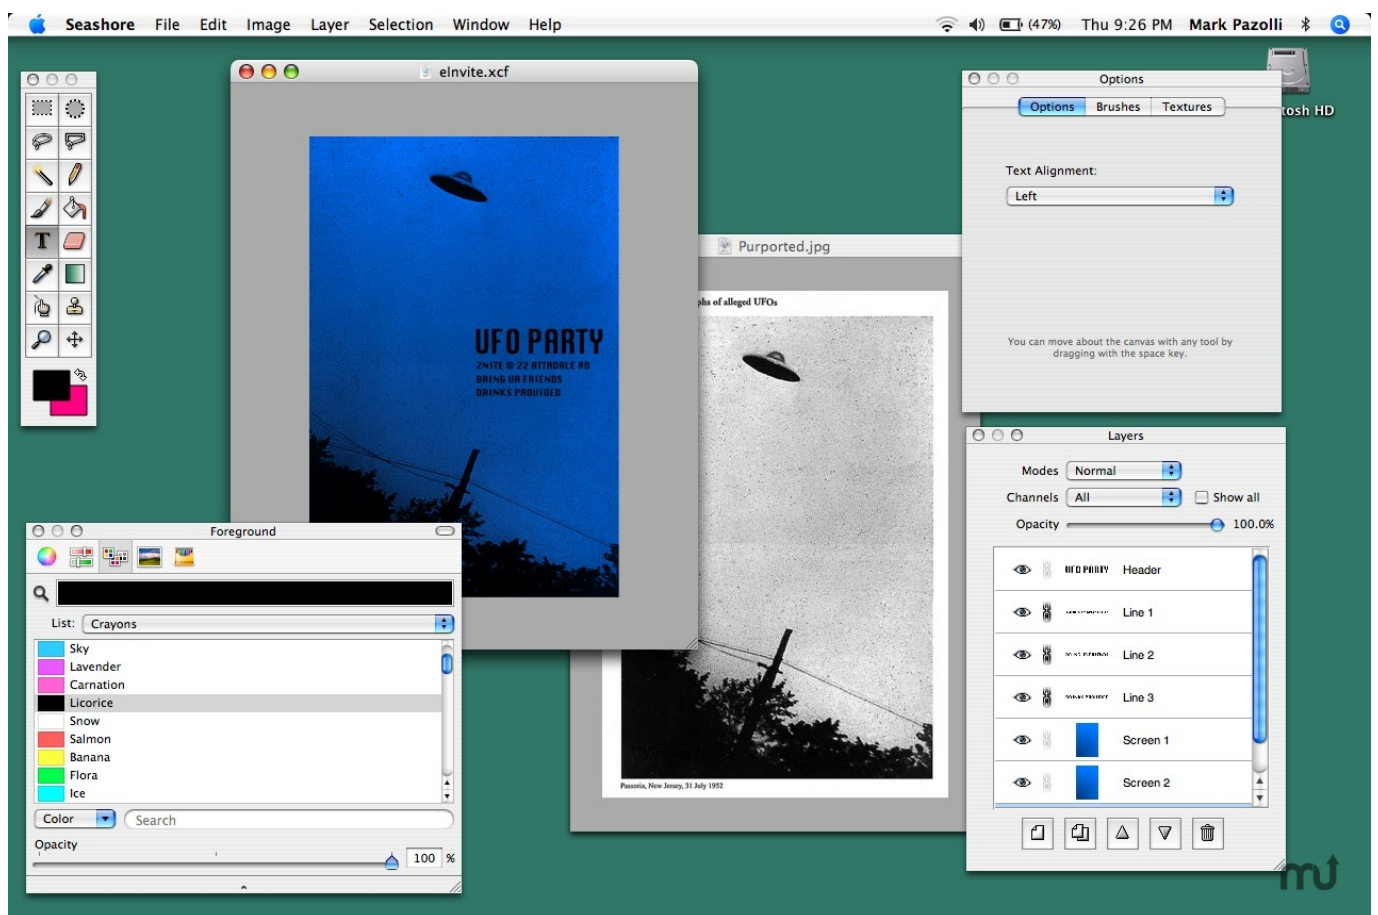 Seashore File Edit Image Layer Selection Window Help (47%) Thu 9:26 PM Mark Pazolli
eInvite.xcf
UFO PARTY
2NITE @ 22 ATTADALE RD
BRING UR FRIENDS
DRINKS PROVIDED
Purported.jpg
phs of alleged UFOs
Passoria, New Jersey, 31 July 1952
Options
Options Brushes Textures
Text Alignment:
Left
You can move about the canvas with any tool by
dragging with the space key.
tosh HD
Foreground
List: Crayons
Sky
Lavender
Carnation
Licorice
Snow
Salmon
Banana
Flora
Ice
Color Search
Opacity
100 %
Layers
Modes Normal
Channels All Show all
Opacity 100.0%
UFO PARTY Header
Line 1
Line 2
Line 3
Screen 1
Screen 2
mu